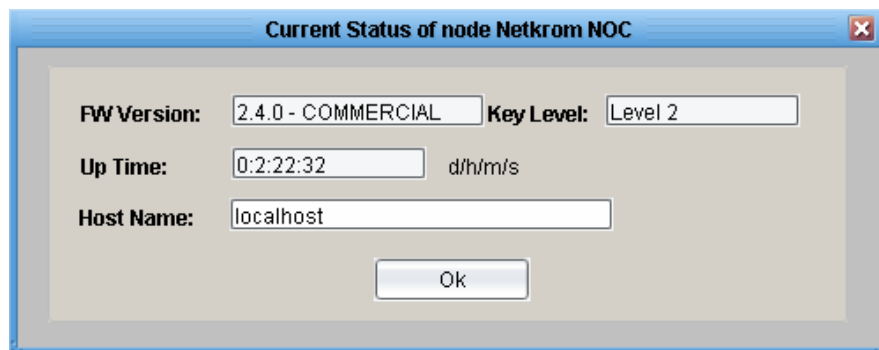 Current Status of node Netkrom NOC
FW Version: 2.4.0 - COMMERCIAL Key Level: Level 2
Up Time: 0:2:22:32 d/h/m/s
Host Name: localhost
Ok